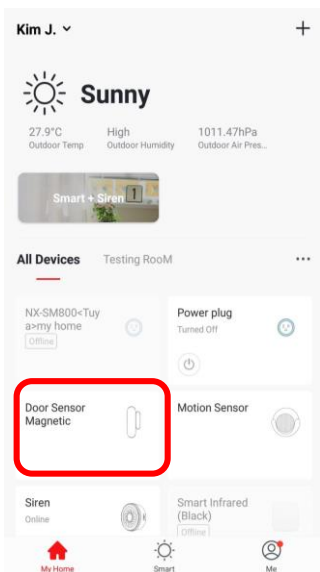 Kim J.
Sunny
27.9°C High 1011.47hPa
Outdoor Temp Outdoor Humidity Outdoor Air Pres...
Smart + Siren
1
All Devices Testing RooM
NX-SM800<Tuy
a>my home
Offline
Power plug
Turned Off
Door Sensor
Magnetic
Motion Sensor
Siren
Online
Smart Infrared
(Black)
Offline
My Home Smart Me